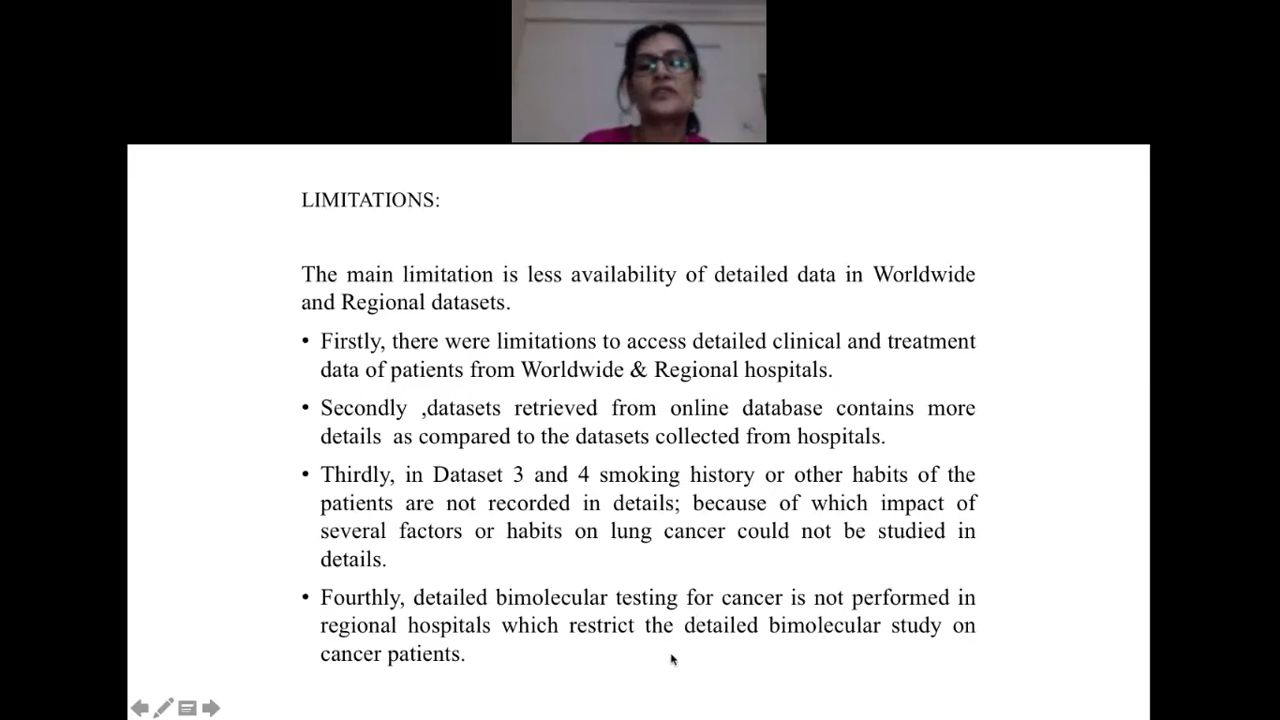 LIMITATIONS:
The main limitation is less availability of detailed data in Worldwide
and Regional datasets.
• Firstly, there were limitations to access detailed clinical and treatment
data of patients from Worldwide & Regional hospitals.
• Secondly ,datasets retrieved from online database contains more
details  as compared to the datasets collected from hospitals.
• Thirdly, in Dataset 3 and 4 smoking history or other habits of the
patients are not recorded in details; because of which impact of
several factors or habits on lung cancer could not be studied in
details.
• Fourthly, detailed bimolecular testing for cancer is not performed in
regional hospitals which restrict the detailed bimolecular study on
cancer patients.